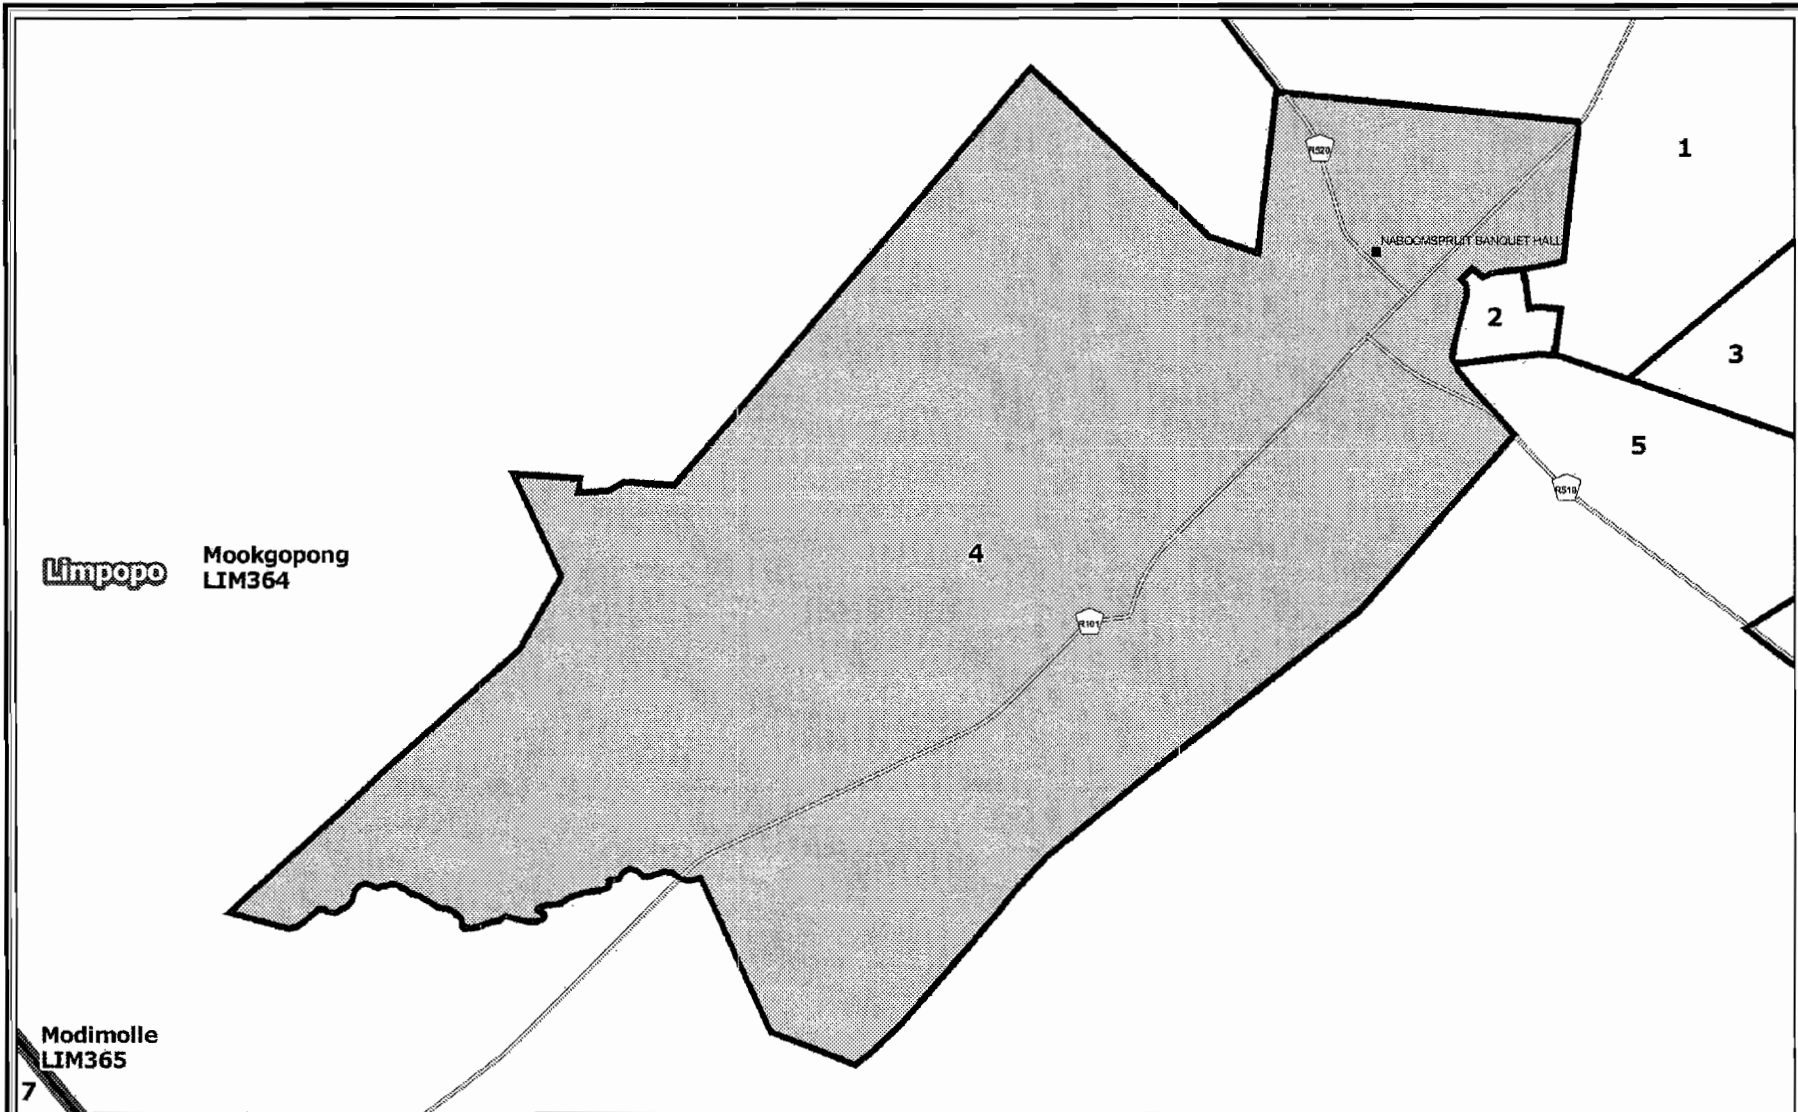 1
R520
NABOOMSPRUIT BANQUET HALL
2
3
5
R519
4
Limpopo
Mookgopong
LIM364
R101
Modimolle
LIM365
7